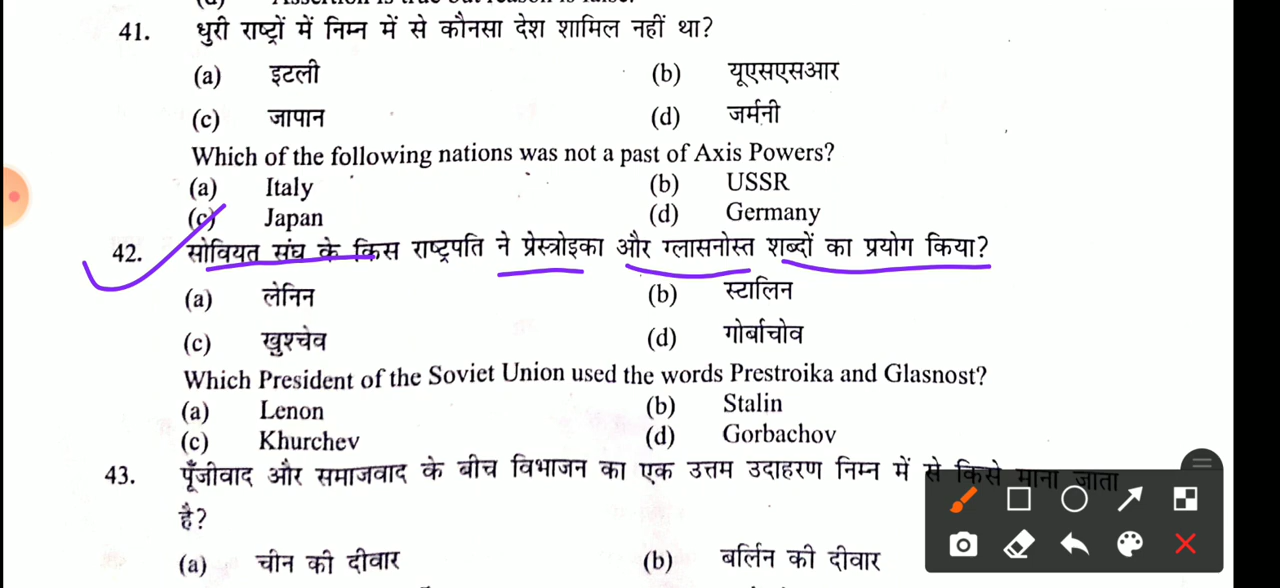 41. धुरी राष्ट्रों में निम्न में से कौनसा देश शामिल नहीं था?
(a) इटली (b) यूएसएसआर
(c) जापान (d) जर्मनी
Which of the following nations was not a past of Axis Powers?
(a) Italy (b) USSR
(c) Japan (d) Germany
42. सोवियत संघ के किस राष्ट्रपति ने प्रेस्त्रोइका और ग्लासनोस्त शब्दों का प्रयोग किया?
(a) लेनिन (b) स्टालिन
(c) खुश्चेव (d) गोर्बाचोव
Which President of the Soviet Union used the words Prestroika and Glasnost?
(a) Lenon (b) Stalin
(c) Khurchev (d) Gorbachov
43. पूँजीवाद और समाजवाद के बीच विभाजन का एक उत्तम उदाहरण निम्न में से किसे माना जाता
है?
(a) चीन की दीवार (b) बर्लिन की दीवार